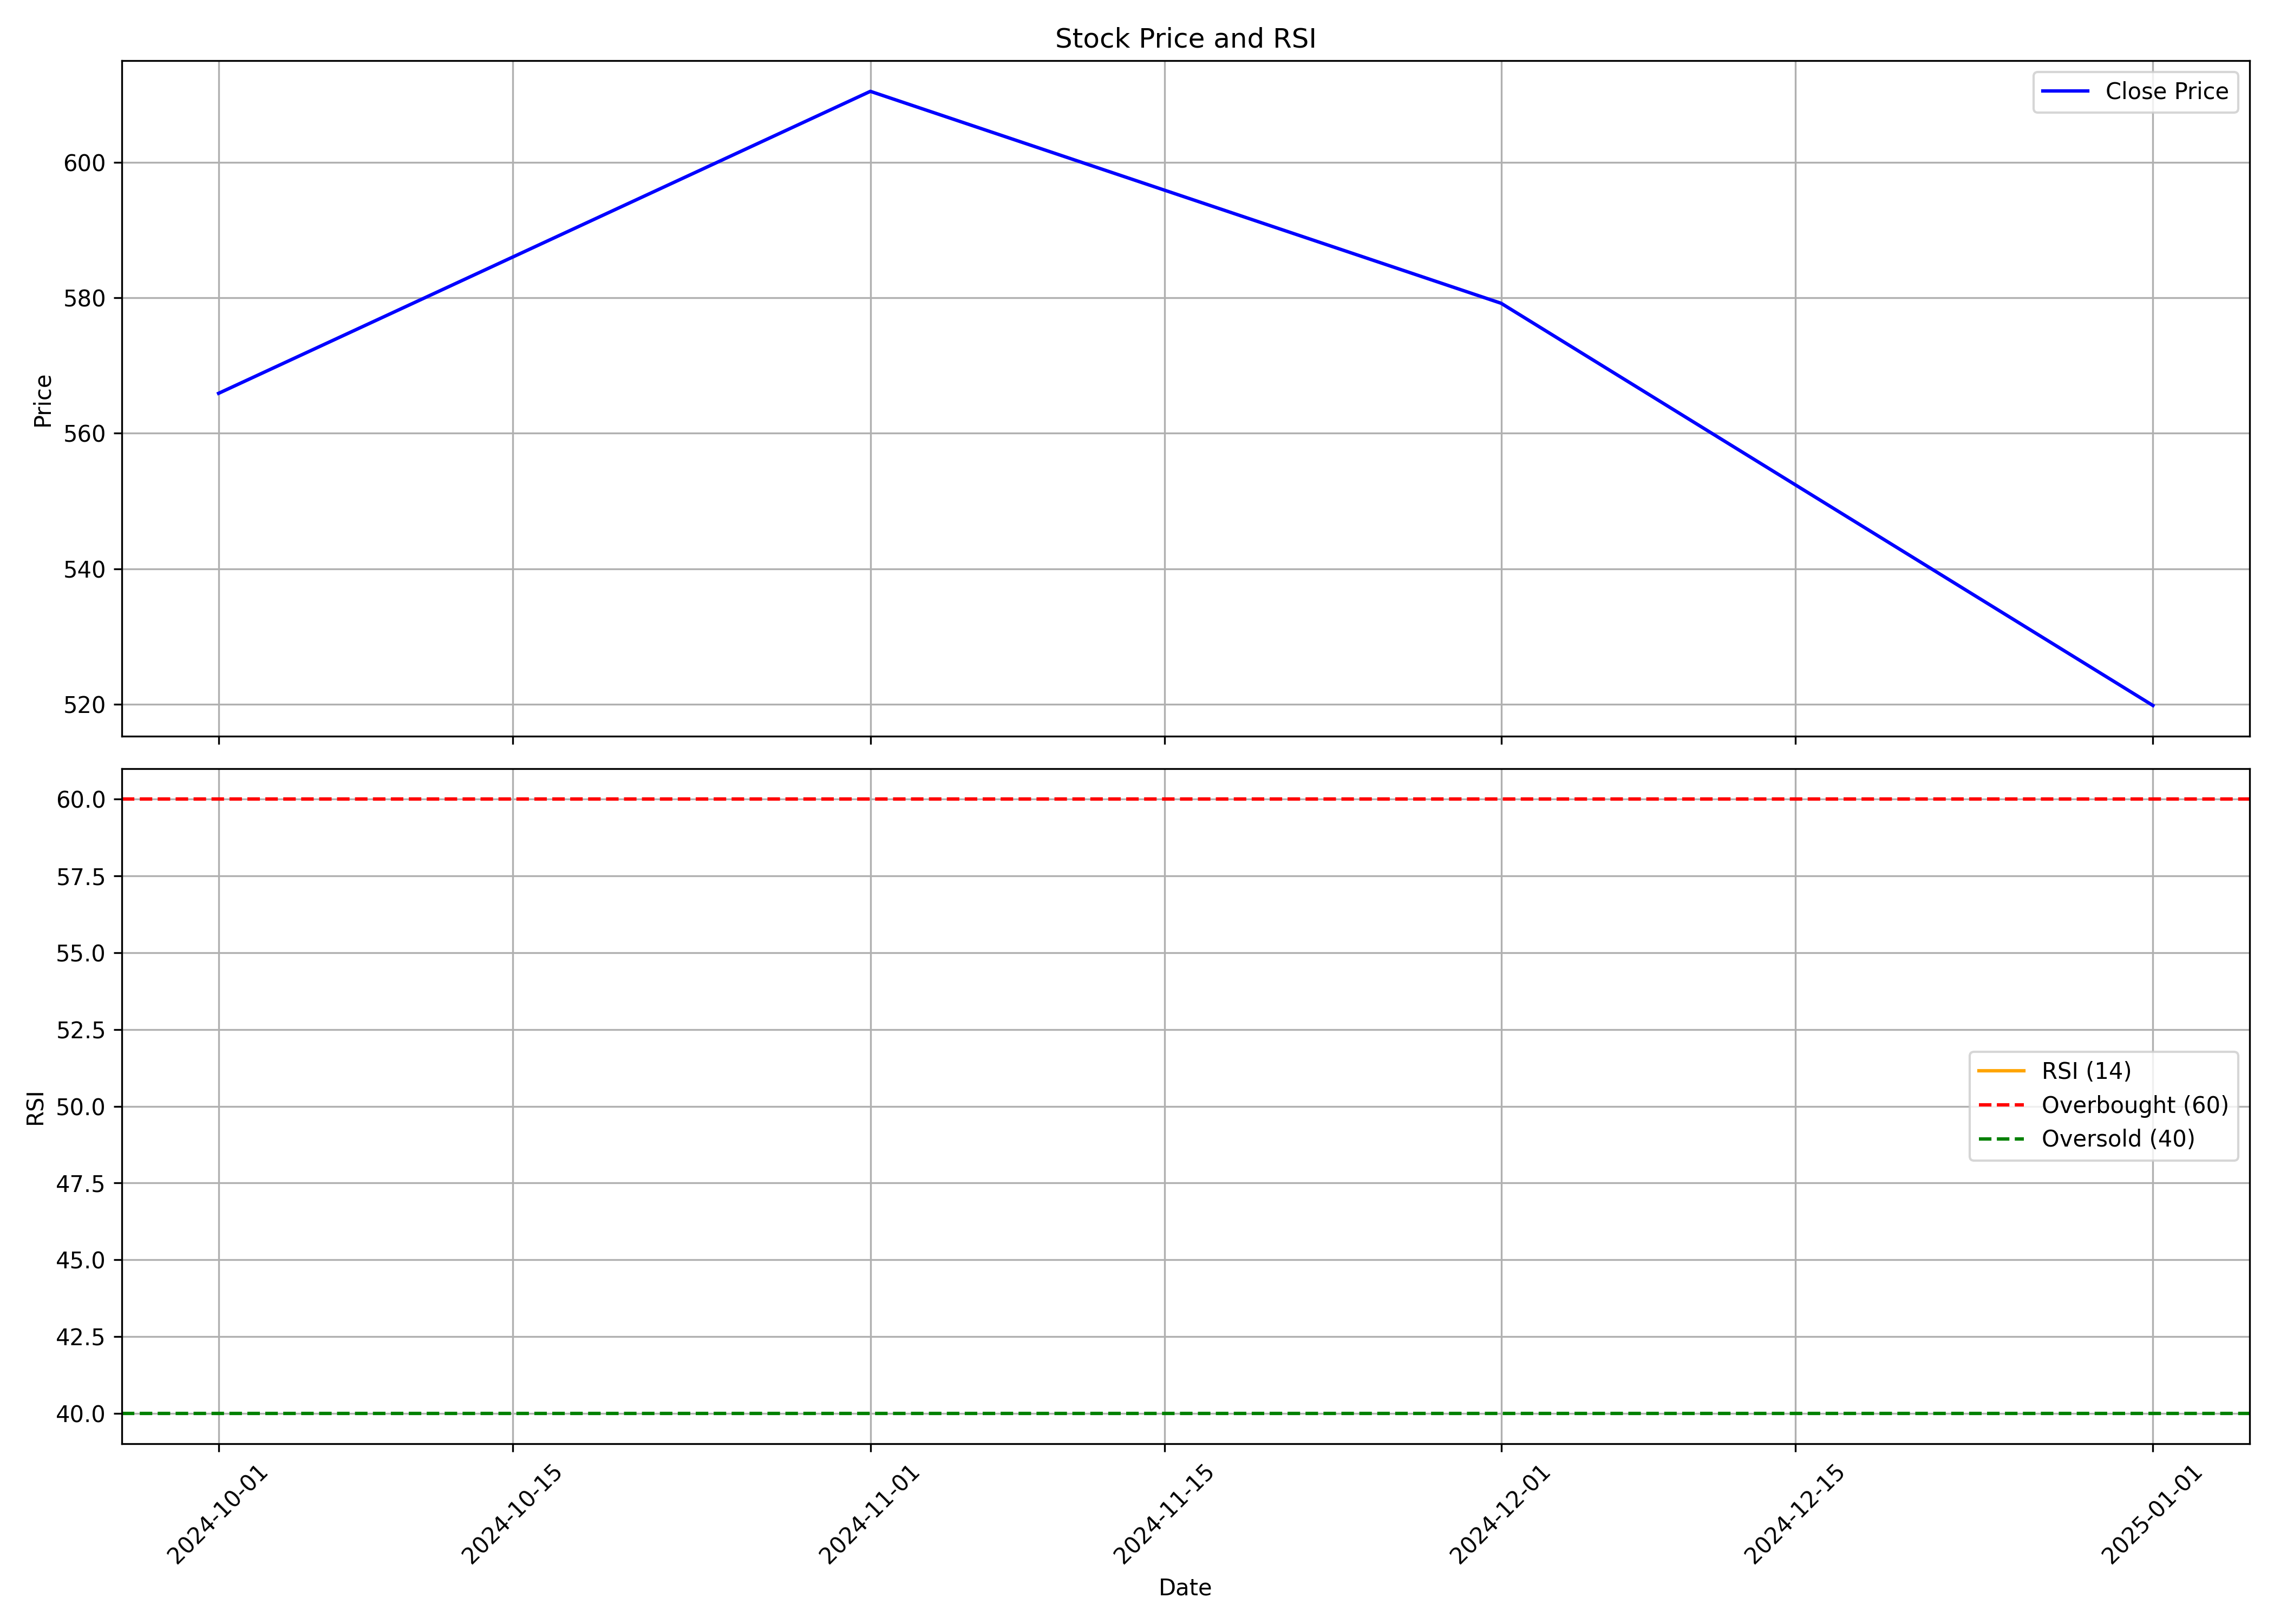 Stock Price and RSI
Close Price
600
580
560
540
520
Price
60.0
57.5
55.0
52.5
50.0
47.5
45.0
42.5
40.0
RSI
RSI (14)
Overbought (60)
Oversold (40)
2024-10-01
2024-10-15
2024-11-01
2024-11-15
2024-12-01
2024-12-15
2025-01-01
Date